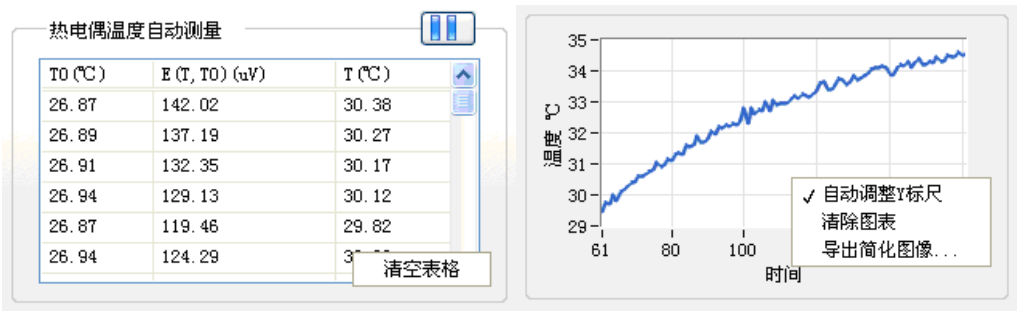 热电偶温度自动测量
T0(℃) E(T,T0)(uV) T(℃)
26.87 142.02 30.38
26.89 137.19 30.27
26.91 132.35 30.17
26.94 129.13 30.12
26.87 119.46 29.82
26.94 124.29
清空表格
35
34
33
32
31
30
29
温度 ℃
61 80 100
时间
✓ 自动调整Y标尺
清除图表
导出简化图像...